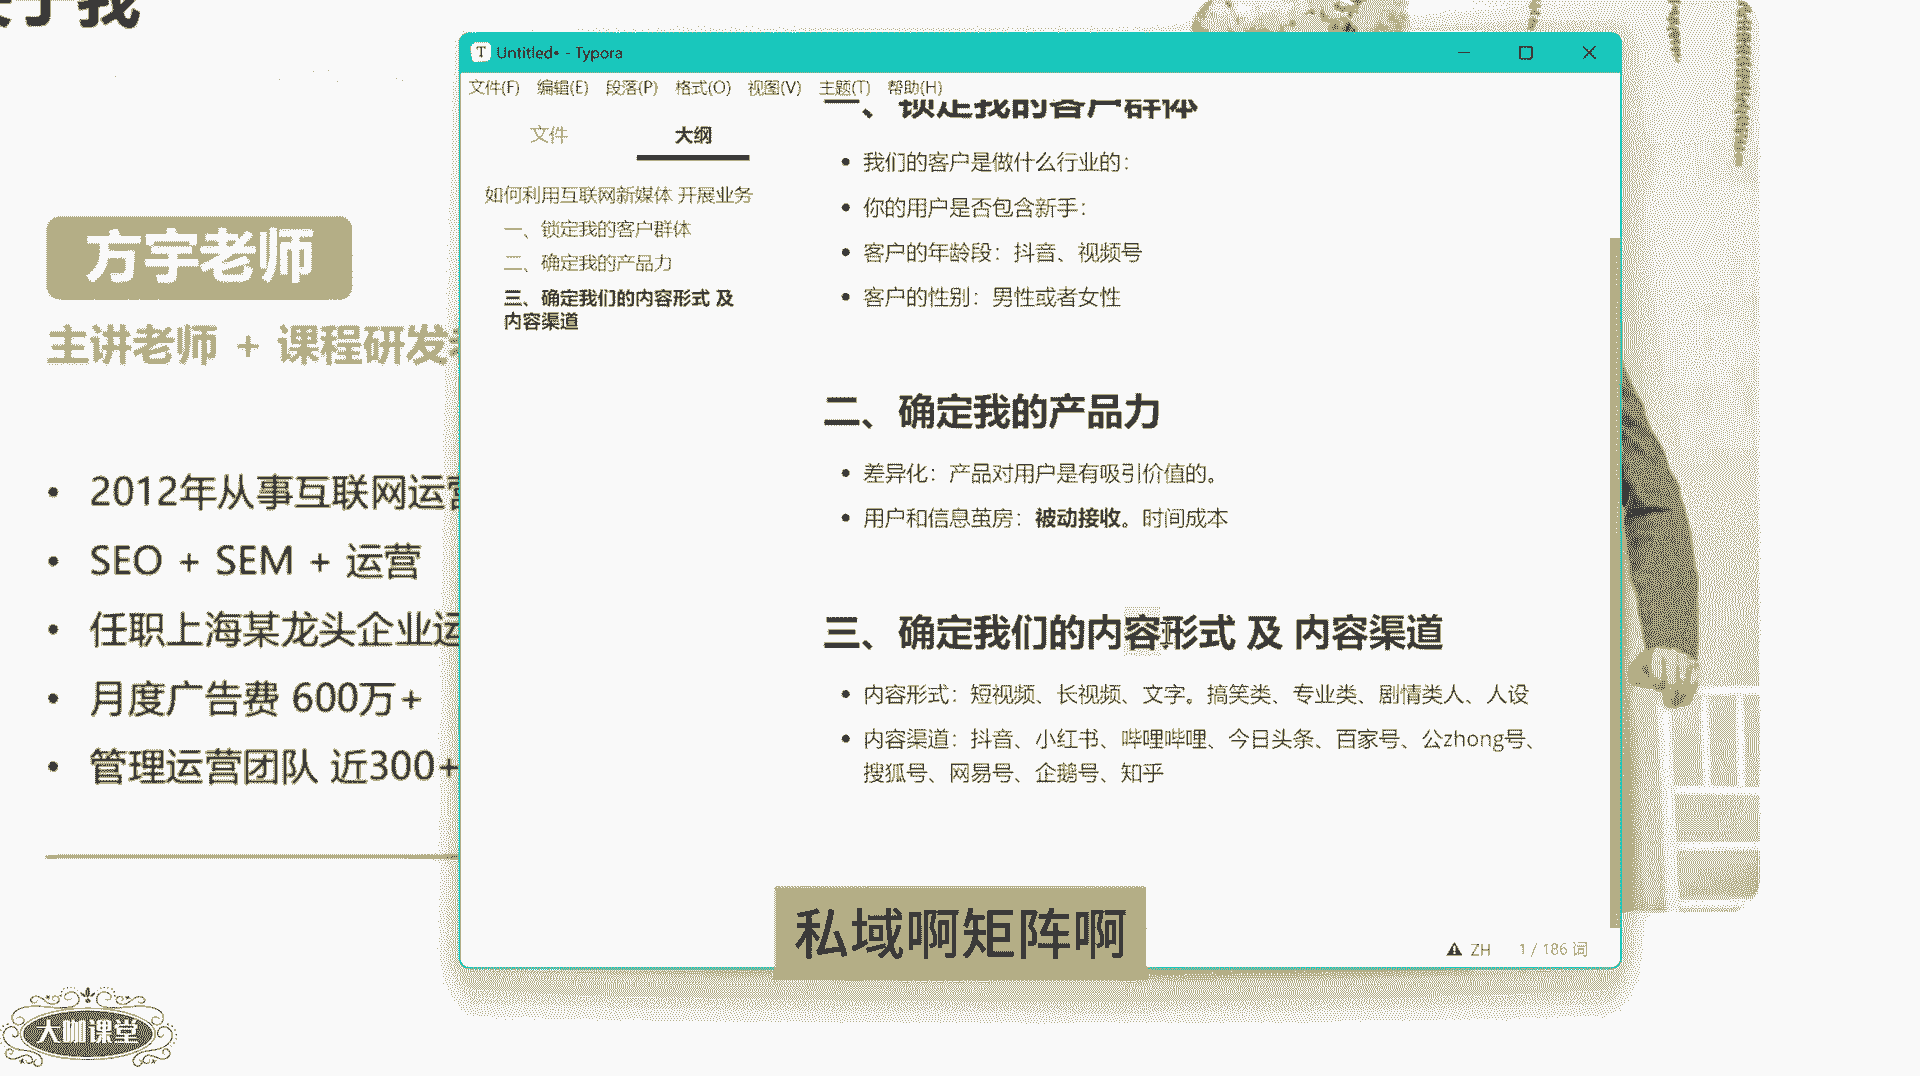 关于我
方宇老师
主讲老师 + 课程研发
2012年从事互联网运营
SEO + SEM + 运营
任职上海某龙头企业运
月度广告费 600万+
管理运营团队 近300+
大咖课堂
Untitled• - Typora
文件(F) 编辑(E) 段落(P) 格式(O) 视图(V) 主题(T) 帮助(H)
文件 大纲
如何利用互联网新媒体 开展业务
一、锁定我的客户群体
二、确定我的产品力
三、确定我们的内容形式 及
内容渠道
一、锁定我的客户群体
我们的客户是做什么行业的:
你的用户是否包含新手:
客户的年龄段：抖音、视频号
客户的性别：男性或者女性
二、确定我的产品力
差异化：产品对用户是有吸引价值的。
用户和信息茧房：被动接收。时间成本
三、确定我们的内容形式 及 内容渠道
内容形式：短视频、长视频、文字。搞笑类、专业类、剧情类人、人设
内容渠道：抖音、小红书、哔哩哔哩、今日头条、百家号、公zhong号、
搜狐号、网易号、企鹅号、知乎
ZH 1 / 186 词
私域啊矩阵啊